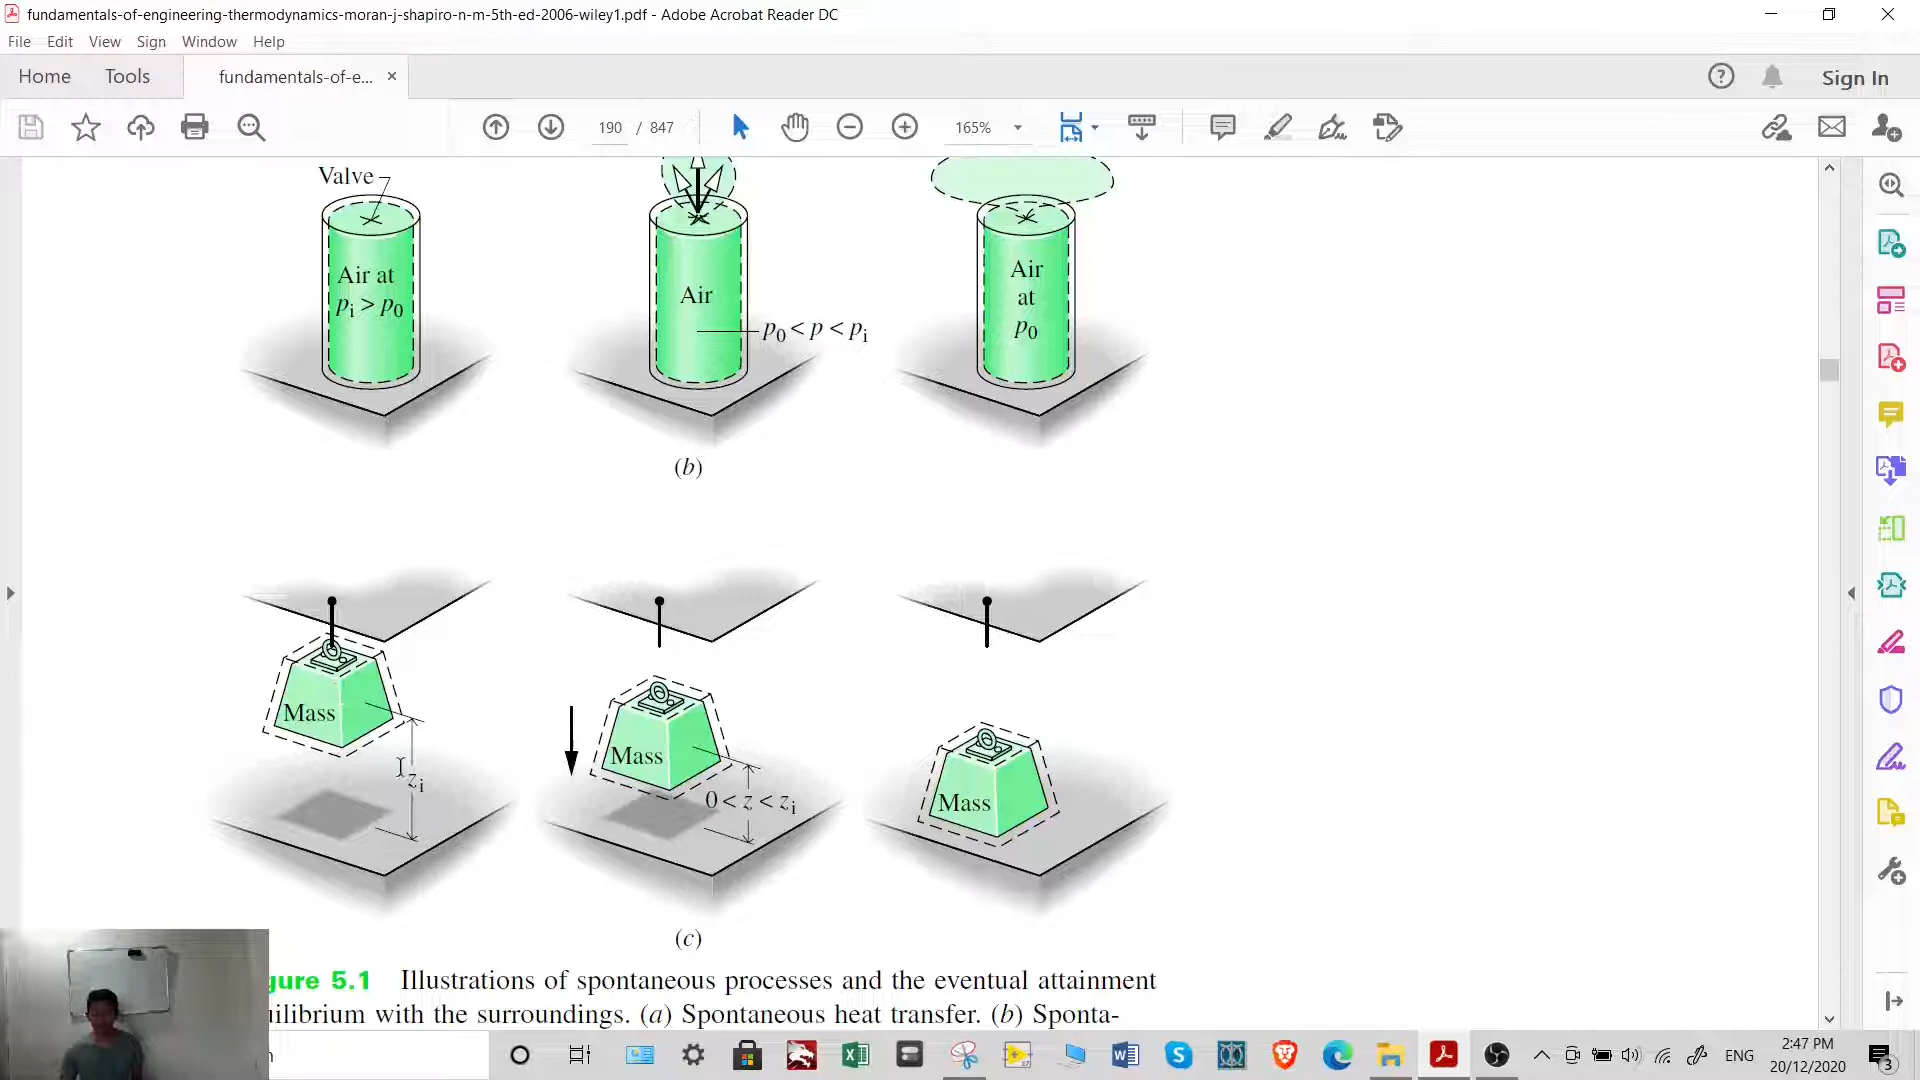 fundamentals-of-engineering-thermodynamics-moran-j-shapiro-n-m-5th-ed-2006-wiley1.pdf - Adobe Acrobat Reader DC
File Edit View Sign Window Help
Home Tools fundamentals-of-e... × Sign In
190 / 847 165%
Valve
Air at
pi > p0
Air
p0 < p < pi
Air
at
p0
(b)
Mass
zi
Mass
0 < z < zi
Mass
(c)
gure 5.1 Illustrations of spontaneous processes and the eventual attainment
uilibrium with the surroundings. (a) Spontaneous heat transfer. (b) Sponta-
ENG
2:47 PM
20/12/2020
3